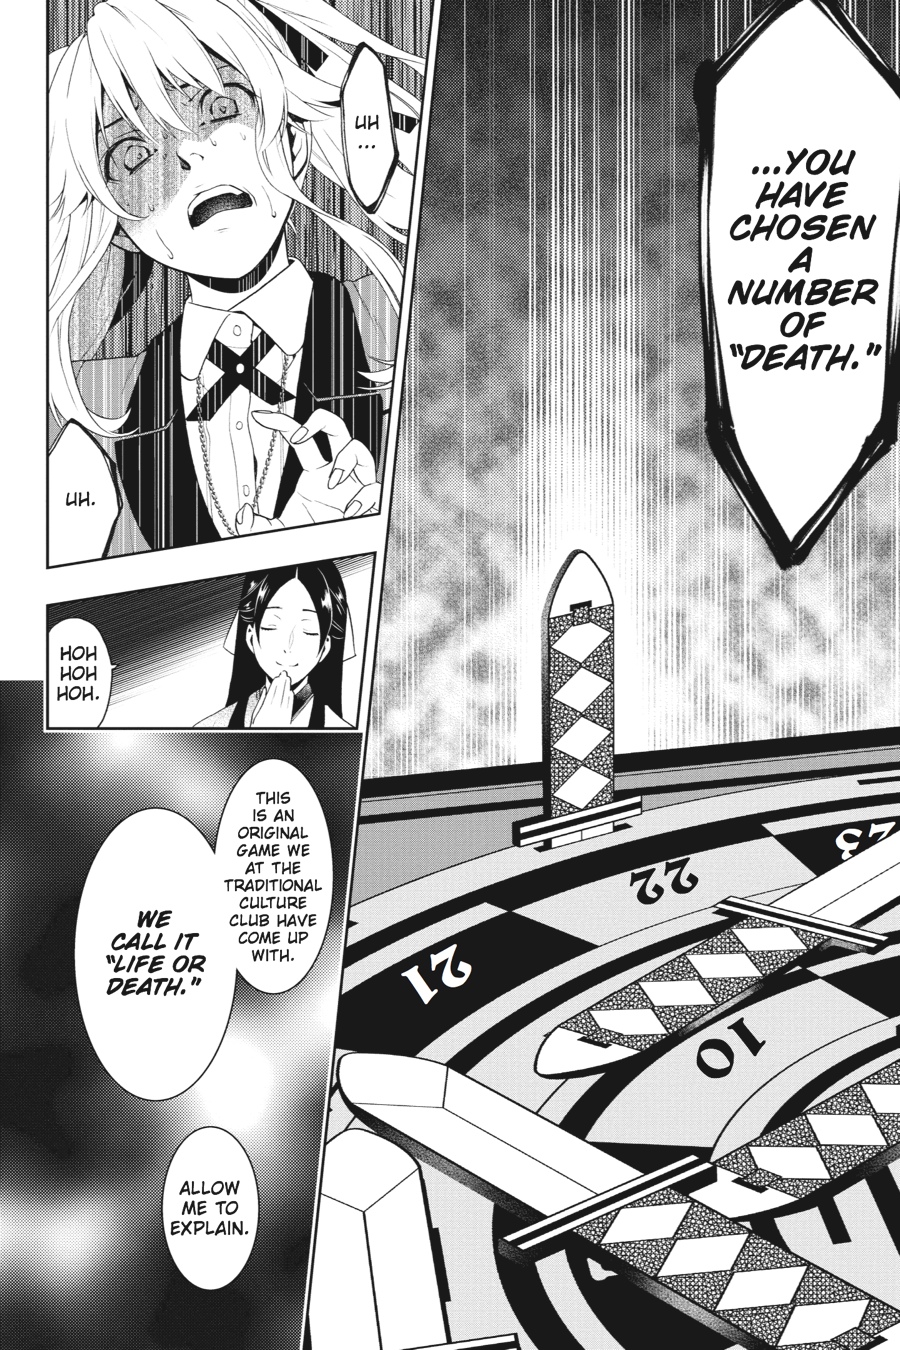 ...YOU
HAVE
CHOSEN
A
NUMBER
OF
"DEATH."
UH
...
UH.
HOH
HOH
HOH.
THIS
IS AN
ORIGINAL
GAME WE
AT THE
TRADITIONAL
CULTURE
CLUB HAVE
COME UP
WITH.
WE
CALL IT
"LIFE OR
DEATH."
ALLOW
ME TO
EXPLAIN.
23
22
21
10